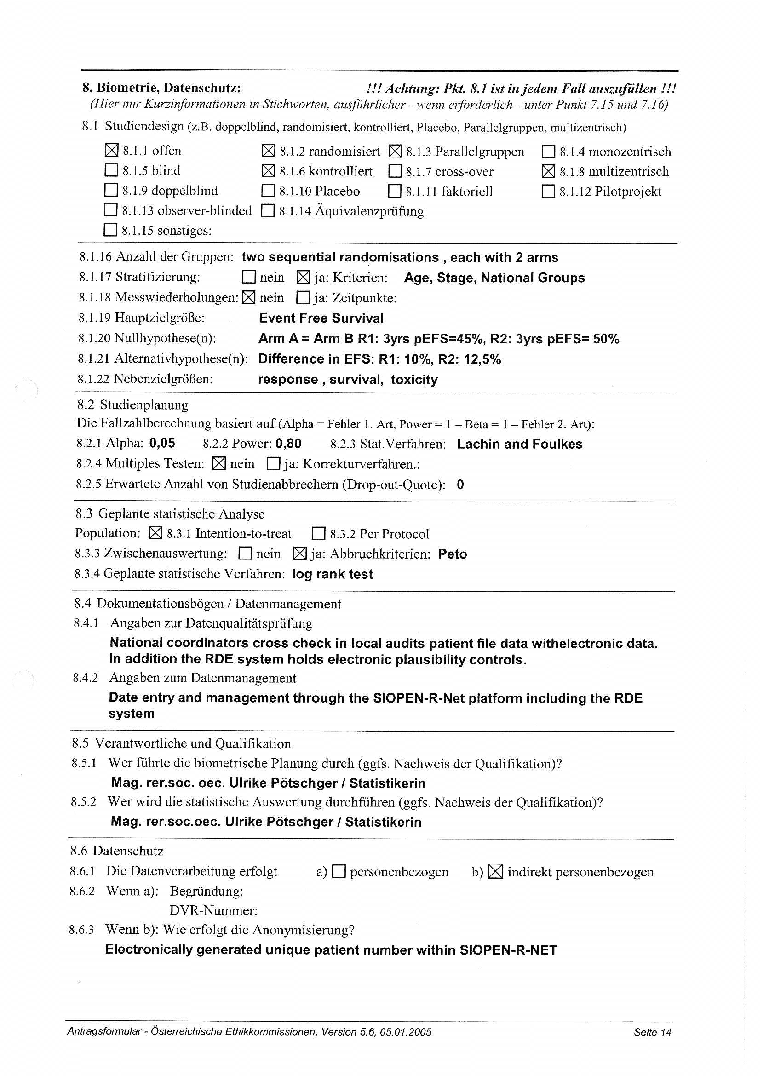 8. Biometrie, Datenschutz: !!! Achtung: Pkt. 8.1 ist in jedem Fall auszufüllen !!!
(Hier nur Kurzinformationen in Stichworten, ausführlicher - wenn erforderlich - unter Punkt 7.15 und 7.16)
8.1 Studiendesign (z.B. doppelblind, randomisiert, kontrolliert, Placebo, Parallelgruppen, multizentrisch)
☒ 8.1.1 offen ☒ 8.1.2 randomisiert ☒ 8.1.3 Parallelgruppen ☐ 8.1.4 monozentrisch
☐ 8.1.5 blind ☒ 8.1.6 kontrolliert ☐ 8.1.7 cross-over ☒ 8.1.8 multizentrisch
☐ 8.1.9 doppelblind ☐ 8.1.10 Placebo ☐ 8.1.11 faktoriell ☐ 8.1.12 Pilotprojekt
☐ 8.1.13 observer-blinded ☐ 8.1.14 Äquivalenzprüfung
☐ 8.1.15 sonstiges:
8.1.16 Anzahl der Gruppen: two sequential randomisations , each with 2 arms
8.1.17 Stratifizierung: ☐ nein ☒ ja: Kriterien: Age, Stage, National Groups
8.1.18 Messwiederholungen: ☒ nein ☐ ja: Zeitpunkte:
8.1.19 Hauptzielgröße: Event Free Survival
8.1.20 Nullhypothese(n): Arm A = Arm B R1: 3yrs pEFS=45%, R2: 3yrs pEFS= 50%
8.1.21 Alternativhypothese(n): Difference in EFS: R1: 10%, R2: 12,5%
8.1.22 Nebenzielgrößen: response , survival, toxicity
8.2 Studienplanung
Die Fallzahlberechnung basiert auf (Alpha = Fehler 1. Art, Power = 1 – Beta = 1 – Fehler 2. Art):
8.2.1 Alpha: 0,05 8.2.2 Power: 0,80 8.2.3 Stat.Verfahren: Lachin and Foulkes
8.2.4 Multiples Testen: ☒ nein ☐ ja: Korrekturverfahren.:
8.2.5 Erwartete Anzahl von Studienabbrechern (Drop-out-Quote): 0
8.3 Geplante statistische Analyse
Population: ☒ 8.3.1 Intention-to-treat ☐ 8.3.2 Per Protocol
8.3.3 Zwischenauswertung: ☐ nein ☒ ja: Abbruchkriterien: Peto
8.3.4 Geplante statistische Verfahren: log rank test
8.4 Dokumentationsbögen / Datenmanagement
8.4.1 Angaben zur Datenqualitätsprüfung
National coordinators cross check in local audits patient file data withelectronic data.
In addition the RDE system holds electronic plausibility controls.
8.4.2 Angaben zum Datenmanagement
Date entry and management through the SIOPEN-R-Net platform including the RDE
system
8.5 Verantwortliche und Qualifikation
8.5.1 Wer führte die biometrische Planung durch (ggfs. Nachweis der Qualifikation)?
Mag. rer.soc. oec. Ulrike Pötschger / Statistikerin
8.5.2 Wer wird die statistische Auswertung durchführen (ggfs. Nachweis der Qualifikation)?
Mag. rer.soc.oec. Ulrike Pötschger / Statistikerin
8.6 Datenschutz
8.6.1 Die Datenverarbeitung erfolgt a) ☐ personenbezogen b) ☒ indirekt personenbezogen
8.6.2 Wenn a): Begründung:
DVR-Nummer:
8.6.3 Wenn b): Wie erfolgt die Anonymisierung?
Electronically generated unique patient number within SIOPEN-R-NET
Antragsformular - Österreichische Ethikkommissionen, Version 5.6, 05.01.2005 Seite 14